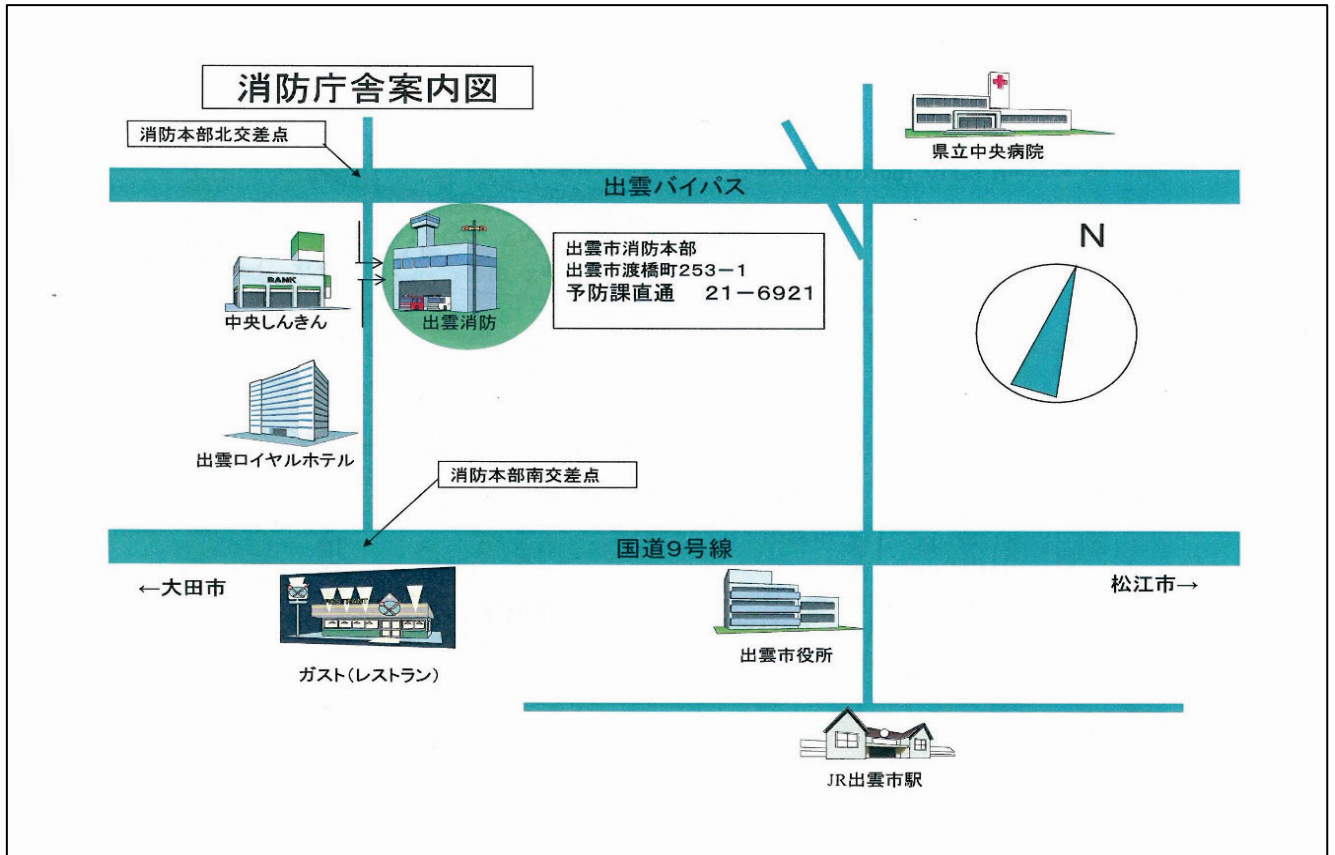 消防庁舎案内図
消防本部北交差点
県立中央病院
出雲バイパス
N
BANK
中央しんきん
出雲消防
出雲市消防本部
出雲市渡橋町253-1
予防課直通 21-6921
出雲ロイヤルホテル
消防本部南交差点
国道9号線
←大田市
松江市→
ガスト(レストラン)
出雲市役所
JR出雲市駅